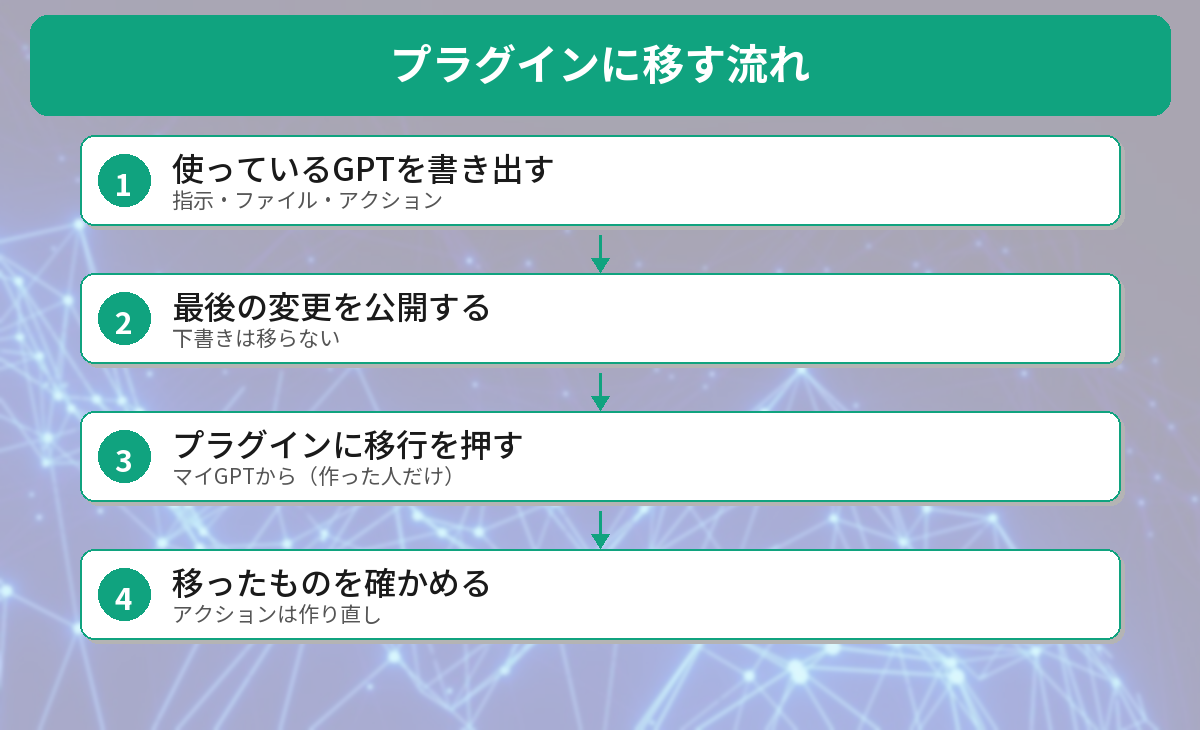 プラグインに移す流れ
1
使っているGPTを書き出す
指示・ファイル・アクション
2
最後の変更を公開する
下書きは移らない
3
プラグインに移行を押す
マイGPTから（作った人だけ）
4
移ったものを確かめる
アクションは作り直し